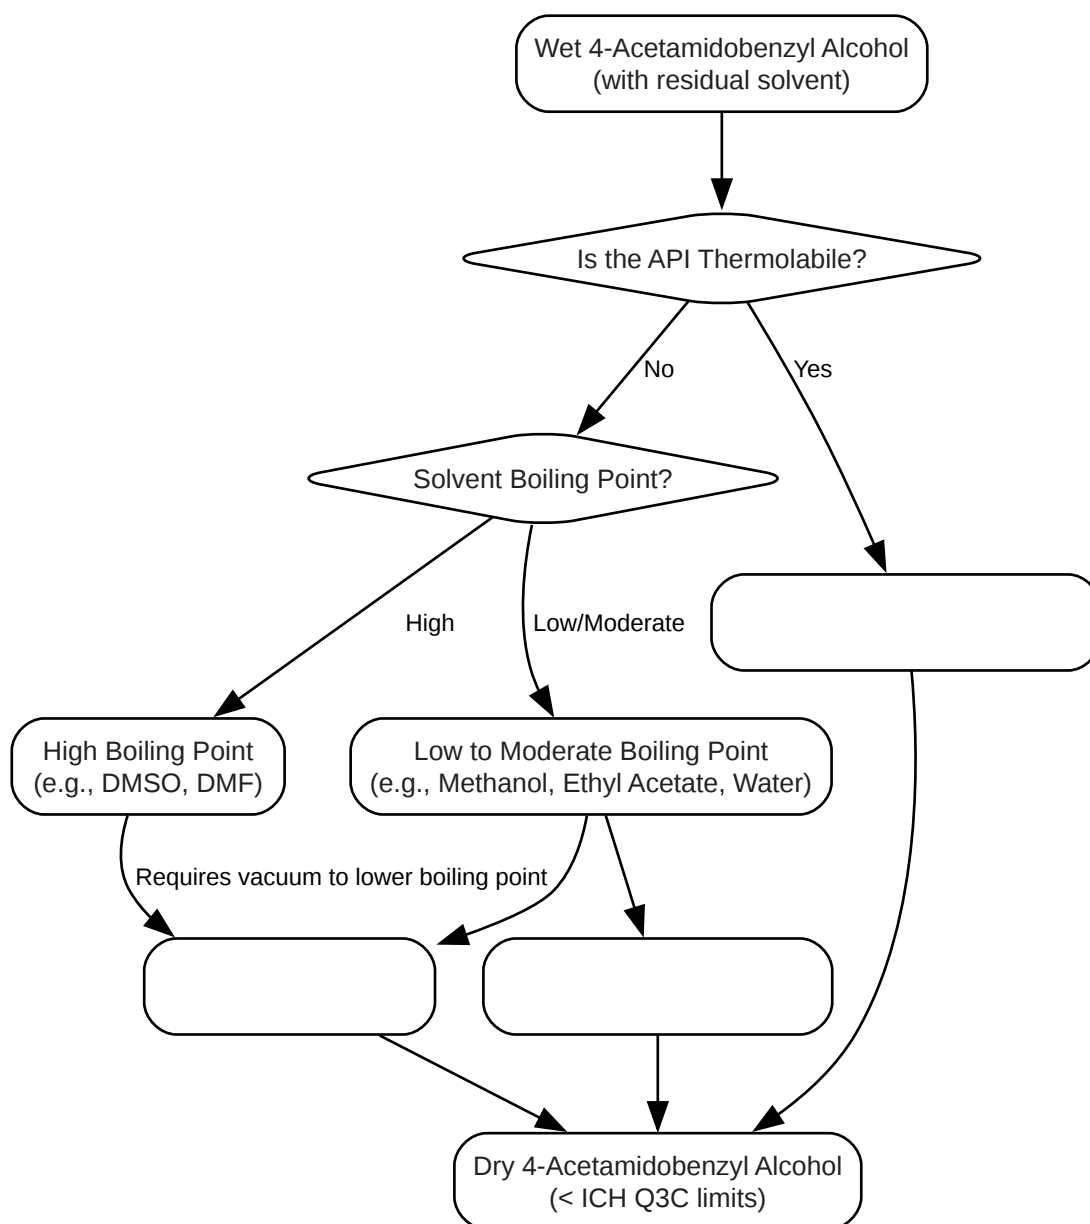 Wet 4-Acetamidobenzyl Alcohol
(with residual solvent)
Is the API Thermolabile?
No
Yes
Solvent Boiling Point?
High
Low/Moderate
High Boiling Point
(e.g., DMSO, DMF)
Low to Moderate Boiling Point
(e.g., Methanol, Ethyl Acetate, Water)
Requires vacuum to lower boiling point
Dry 4-Acetamidobenzyl Alcohol
(< ICH Q3C limits)